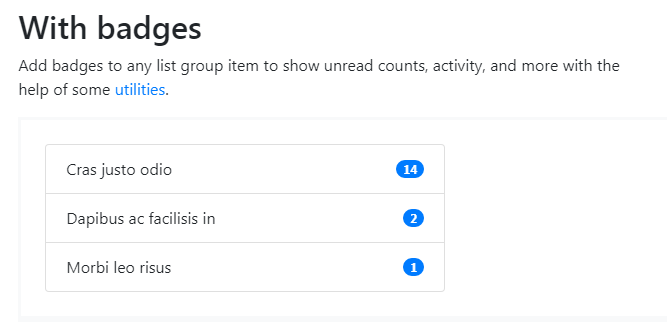 With badges
Add badges to any list group item to show unread counts, activity, and more with the
help of some utilities.
Cras justo odio 14
Dapibus ac facilisis in 2
Morbi leo risus 1